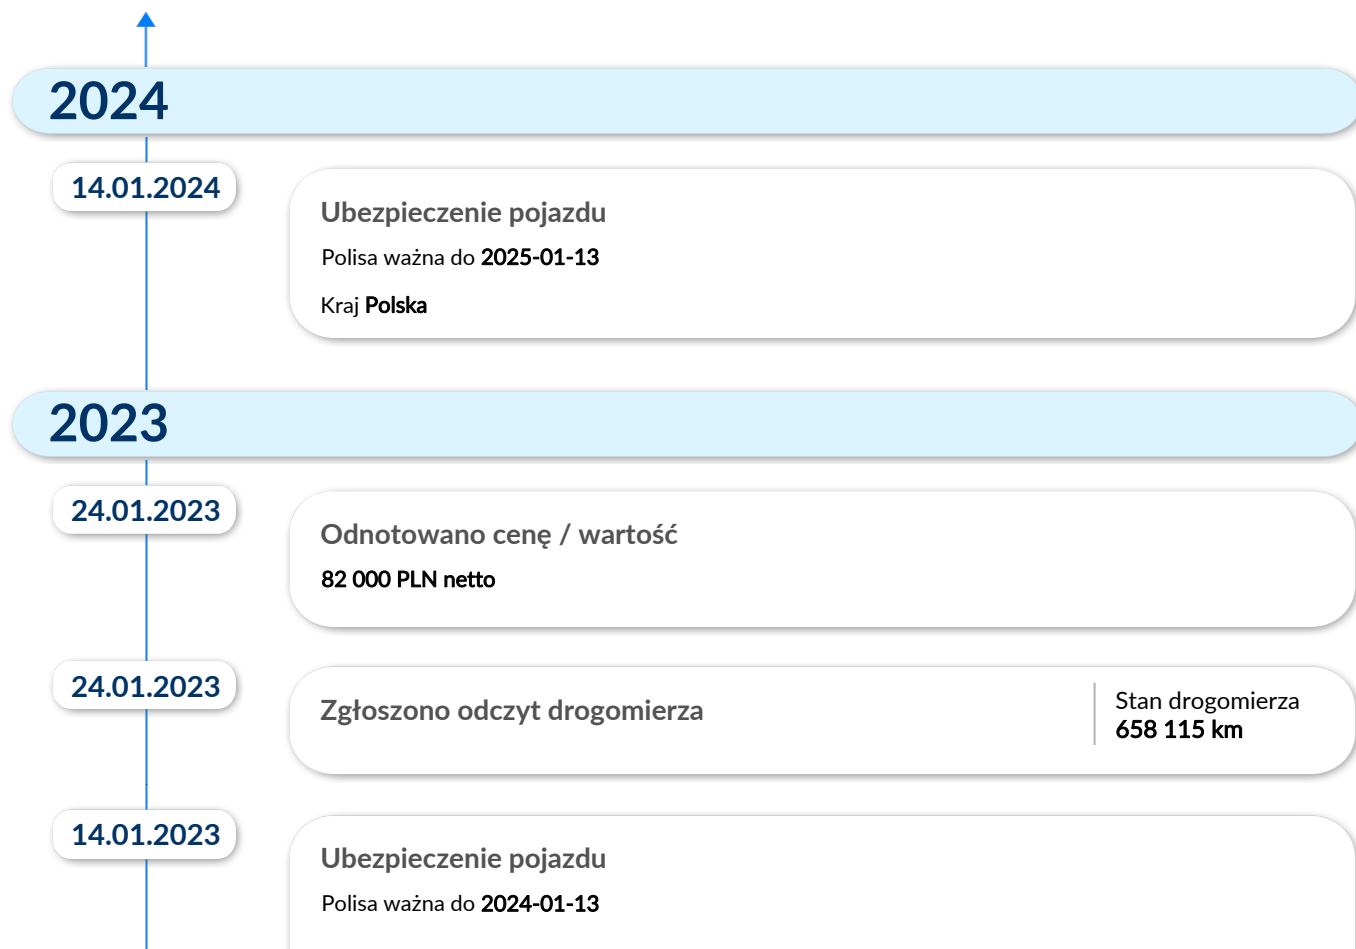 2024
14.01.2024
Ubezpieczenie pojazdu
Polisa ważna do 2025-01-13
Kraj Polska
2023
24.01.2023
Odnotowano cenę / wartość
82 000 PLN netto
24.01.2023
Zgłoszono odczyt drogomierza
Stan drogomierza
658 115 km
14.01.2023
Ubezpieczenie pojazdu
Polisa ważna do 2024-01-13